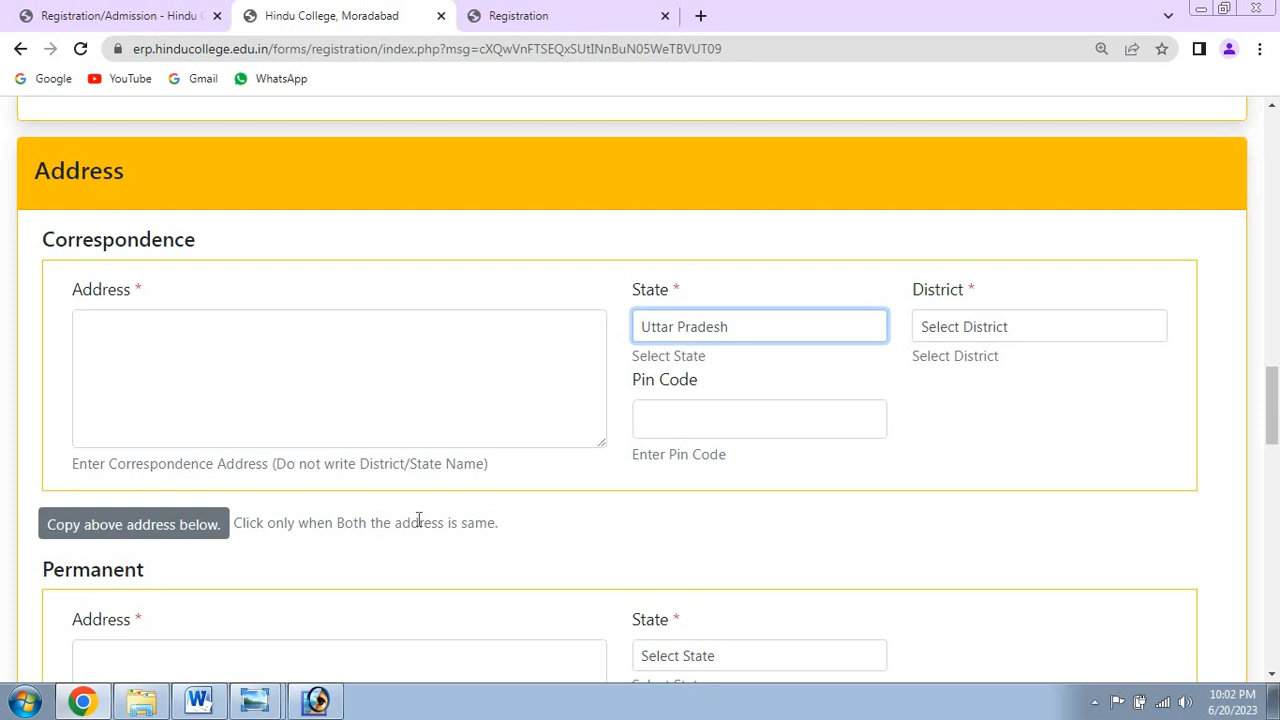 Registration/Admission - Hindu C
Hindu College, Moradabad
Registration
erp.hinducollege.edu.in/forms/registration/index.php?msg=cXQwVnFTSEQxSUtINnBuN05WeTBVUT09
Google
YouTube
Gmail
WhatsApp
Address
Correspondence
Address *
State *
District *
Uttar Pradesh
Select District
Select State
Select District
Pin Code
Enter Pin Code
Enter Correspondence Address (Do not write District/State Name)
Copy above address below.
Click only when Both the address is same.
Permanent
Address *
State *
Select State
10:02 PM
6/20/2023